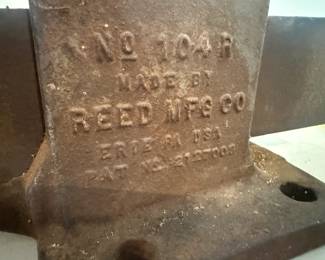 No 104R
MADE BY
REED MFG CO
ERIE PA USA
PAT NO.